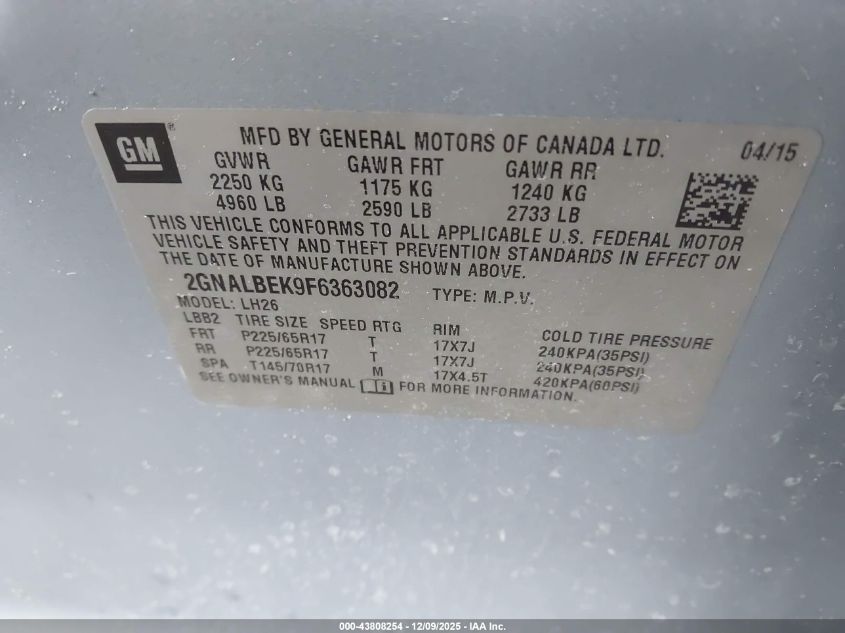 GM ®
MFD BY GENERAL MOTORS OF CANADA LTD. 04/15
GVWR GAWR FRT GAWR RR
2250 KG 1175 KG 1240 KG
4960 LB 2590 LB 2733 LB
THIS VEHICLE CONFORMS TO ALL APPLICABLE U.S. FEDERAL MOTOR
VEHICLE SAFETY AND THEFT PREVENTION STANDARDS IN EFFECT ON
THE DATE OF MANUFACTURE SHOWN ABOVE.
2GNALBEK9F6363082 TYPE: M.P.V.
MODEL: LH26
LBB2 TIRE SIZE SPEED RTG RIM COLD TIRE PRESSURE
FRT P225/65R17 T 17X7J 240KPA(35PSI)
RR P225/65R17 T 17X7J 240KPA(35PSI)
SPA T145/70R17 M 17X4.5T 420KPA(60PSI)
SEE OWNER'S MANUAL FOR MORE INFORMATION.
000-43808254 - 12/09/2025 - IAA Inc.